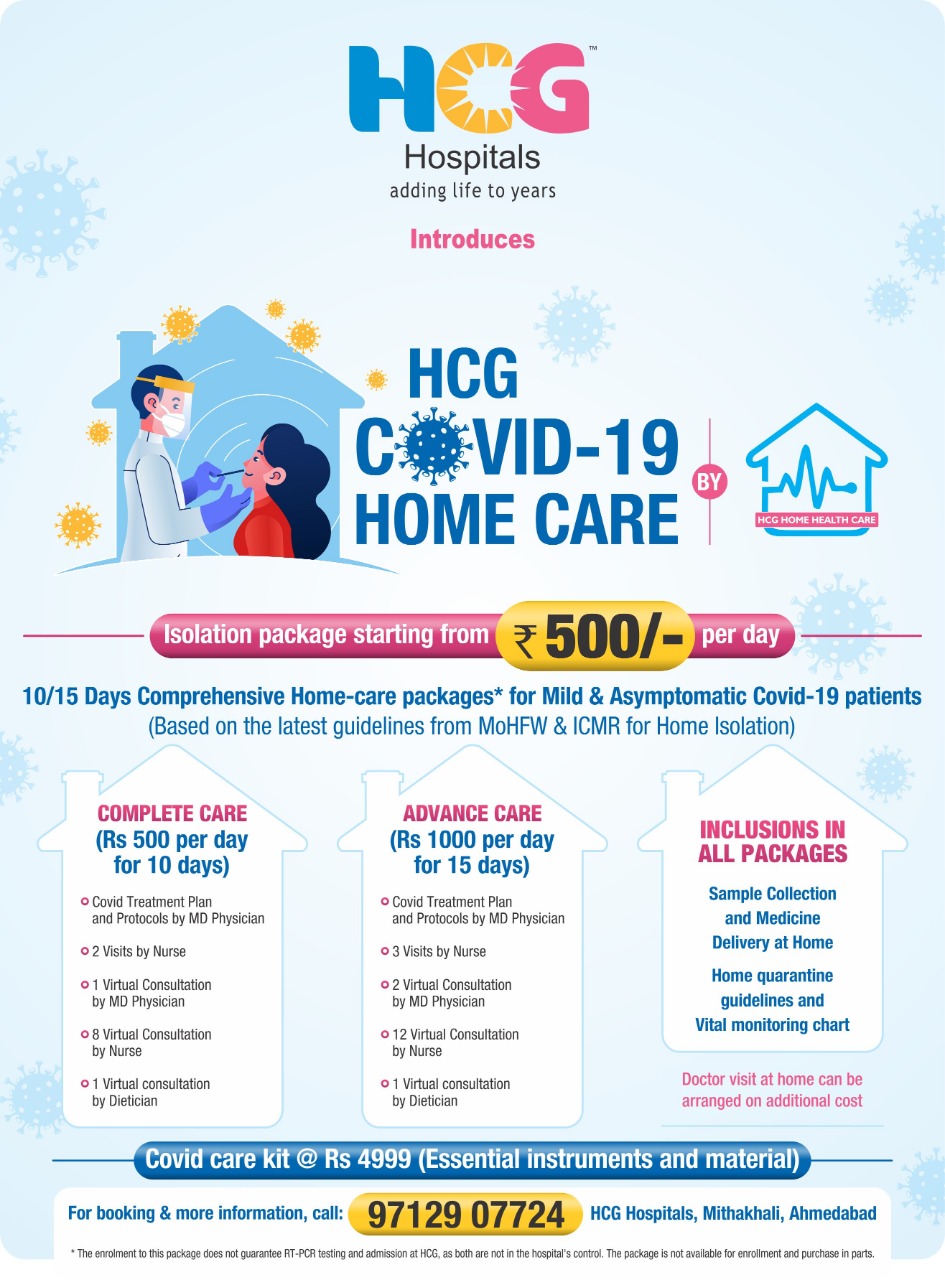 HCG™
Hospitals
adding life to years
Introduces
HCG
COVID-19
HOME CARE
BY
HCG HOME HEALTH CARE
Isolation package starting from ₹ 500/- per day
10/15 Days Comprehensive Home-care packages* for Mild & Asymptomatic Covid-19 patients
(Based on the latest guidelines from MoHFW & ICMR for Home Isolation)
COMPLETE CARE
(Rs 500 per day
for 10 days)
Covid Treatment Plan
and Protocols by MD Physician
2 Visits by Nurse
1 Virtual Consultation
by MD Physician
8 Virtual Consultation
by Nurse
1 Virtual consultation
by Dietician
ADVANCE CARE
(Rs 1000 per day
for 15 days)
Covid Treatment Plan
and Protocols by MD Physician
3 Visits by Nurse
2 Virtual Consultation
by MD Physician
12 Virtual Consultation
by Nurse
1 Virtual consultation
by Dietician
INCLUSIONS IN
ALL PACKAGES
Sample Collection
and Medicine
Delivery at Home
Home quarantine
guidelines and
Vital monitoring chart
Doctor visit at home can be
arranged on additional cost
Covid care kit @ Rs 4999 (Essential instruments and material)
For booking & more information, call: 97129 07724 HCG Hospitals, Mithakhali, Ahmedabad
* The enrolment to this package does not guarantee RT-PCR testing and admission at HCG, as both are not in the hospital's control. The package is not available for enrollment and purchase in parts.